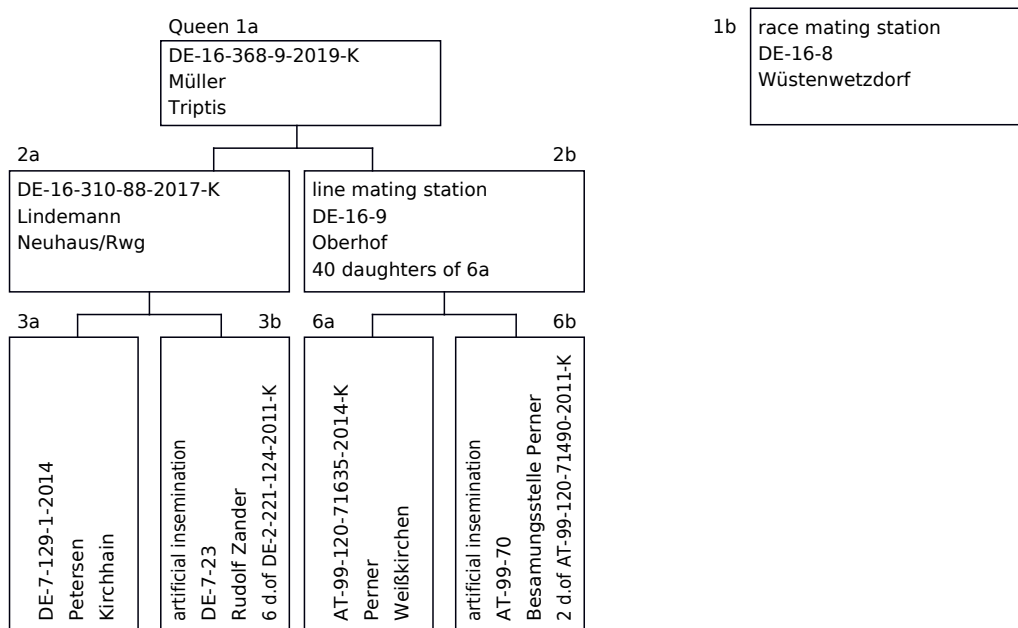 Queen 1a
DE-16-368-9-2019-K
Müller
Triptis
1b
race mating station
DE-16-8
Wüstenwetzdorf
2a
DE-16-310-88-2017-K
Lindemann
Neuhaus/Rwg
2b
line mating station
DE-16-9
Oberhof
40 daughters of 6a
3a
DE-7-129-1-2014
Petersen
Kirchhain
3b
artificial insemination
DE-7-23
Rudolf Zander
6 d.of DE-2-221-124-2011-K
6a
AT-99-120-71635-2014-K
Perner
Weißkirchen
6b
artificial insemination
AT-99-70
Besamungsstelle Perner
2 d.of AT-99-120-71490-2011-K